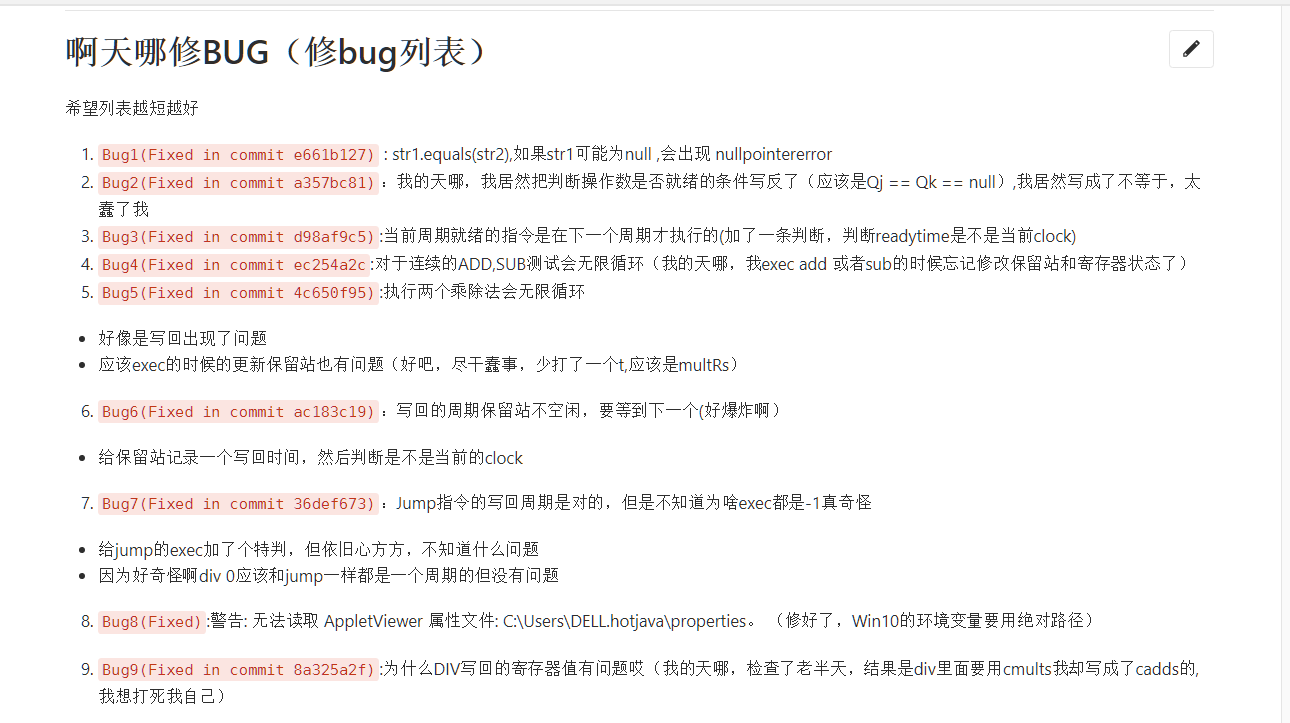 啊天哪修BUG（修bug列表）
希望列表越短越好
1. Bug1(Fixed in commit e661b127) : str1.equals(str2),如果str1可能为null ,会出现 nullpointererror
2. Bug2(Fixed in commit a357bc81) ：我的天哪，我居然把判断操作数是否就绪的条件写反了（应该是Qj == Qk == null）,我居然写成了不等于，太
蠢了我
3. Bug3(Fixed in commit d98af9c5) :当前周期就绪的指令是在下一个周期才执行的(加了一条判断，判断readytime是不是当前clock)
4. Bug4(Fixed in commit ec254a2c :对于连续的ADD,SUB测试会无限循环（我的天哪，我exec add 或者sub的时候忘记修改保留站和寄存器状态了）
5. Bug5(Fixed in commit 4c650f95) :执行两个乘除法会无限循环
• 好像是写回出现了问题
• 应该exec的时候的更新保留站也有问题（好吧，尽干蠢事，少打了一个t,应该是multRs）
6. Bug6(Fixed in commit ac183c19) ：写回的周期保留站不空闲，要等到下一个(好爆炸啊）
• 给保留站记录一个写回时间，然后判断是不是当前的clock
7. Bug7(Fixed in commit 36def673) ：Jump指令的写回周期是对的，但是不知道为啥exec都是-1真奇怪
• 给jump的exec加了个特判，但依旧心方方，不知道什么问题
• 因为好奇怪啊div 0应该和jump一样都是一个周期的但没有问题
8. Bug8(Fixed) :警告: 无法读取 AppletViewer 属性文件: C:\Users\DELL.hotjava\properties。 （修好了，Win10的环境变量要用绝对路径）
9. Bug9(Fixed in commit 8a325a2f) :为什么DIV写回的寄存器值有问题哎（我的天哪，检查了老半天，结果是div里面要用cmults我却写成了cadds的,
我想打死我自己）